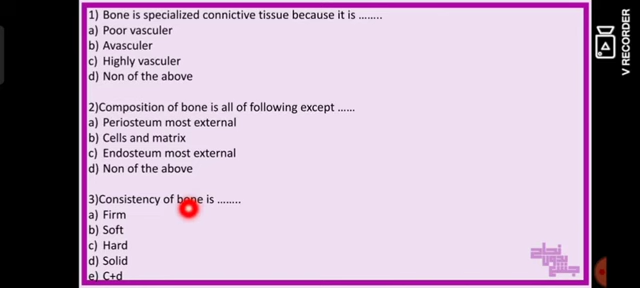 1) Bone is specialized connictive tissue because it is ........
a) Poor vasculer
b) Avasculer
c) Highly vasculer
d) Non of the above
2)Composition of bone is all of following except ......
a) Periosteum most external
b) Cells and matrix
c) Endosteum most external
d) Non of the above
3)Consistency of bone is ........
a) Firm
b) Soft
c) Hard
d) Solid
e) C+d
V RECORDER